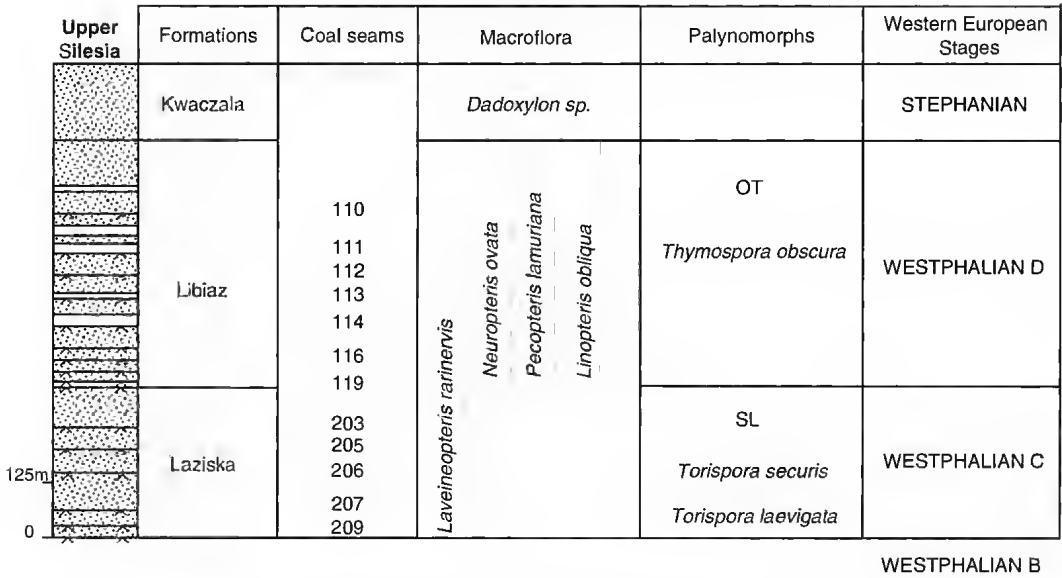 Upper
Silesia
Formations
Coal seams
Macroflora
Palynomorphs
Western European
Stages
Kwaczala
Dadoxylon sp.
STEPHANIAN
Libiaz
110
111
112
113
114
116
119
Laveineopteris rarinervis
Neuropteris ovata
Pecopteris lamuriana
Linopteris obliqua
OT
Thymospora obscura
WESTPHALIAN D
Laziska
203
205
206
207
209
SL
Torispora securis
Torispora laevigata
WESTPHALIAN C
125m
0
WESTPHALIAN B